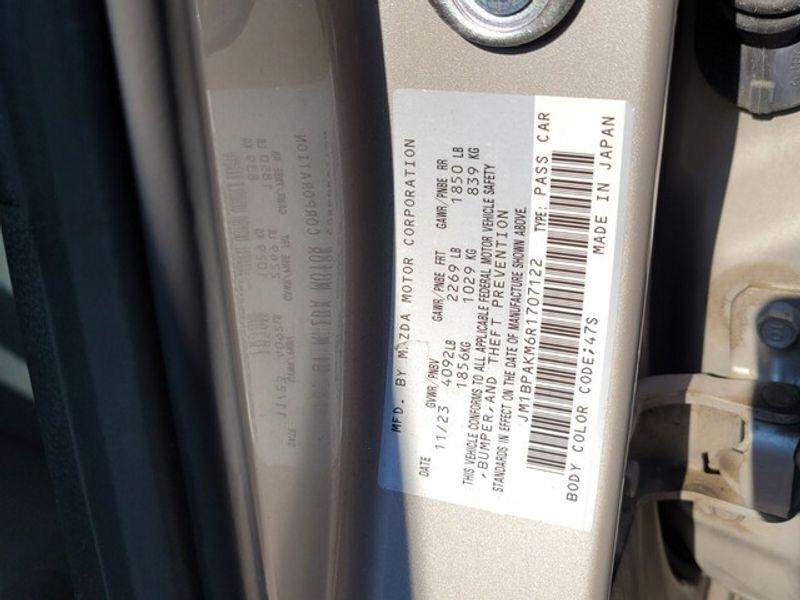 MFD. BY MAZDA MOTOR CORPORATION
DATE GVWR/PNBV GAWR/PNBE FRT GAWR/PNBE RR
11/23 4092LB 2269 LB 1850 LB
1856KG 1029 KG 839 KG
THIS VEHICLE CONFORMS TO ALL APPLICABLE FEDERAL MOTOR VEHICLE SAFETY
,BUMPER,AND THEFT PREVENTION
STANDARDS IN EFFECT ON THE DATE OF MANUFACTURE SHOWN ABOVE.
JM1BPAKM6R1707122 TYPE: PASS CAR
BODY COLOR CODE;47S MADE IN JAPAN